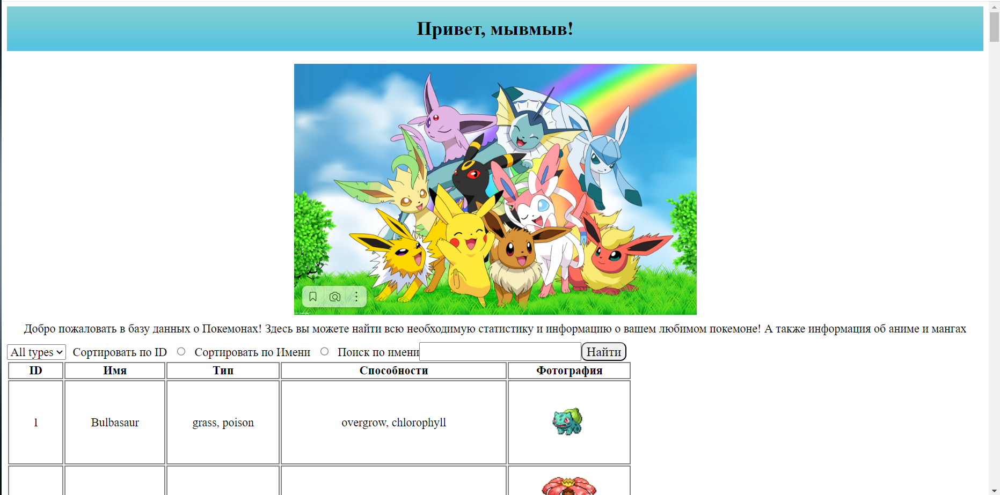 Привет, мывмыв!
Добро пожаловать в базу данных о Покемонах! Здесь вы можете найти всю необходимую статистику и информацию о вашем любимом покемоне! А также информация об аниме и мангах
All types Сортировать по ID Сортировать по Имени Поиск по имени Найти
ID Имя Тип Способности Фотография
1 Bulbasaur grass, poison overgrow, chlorophyll